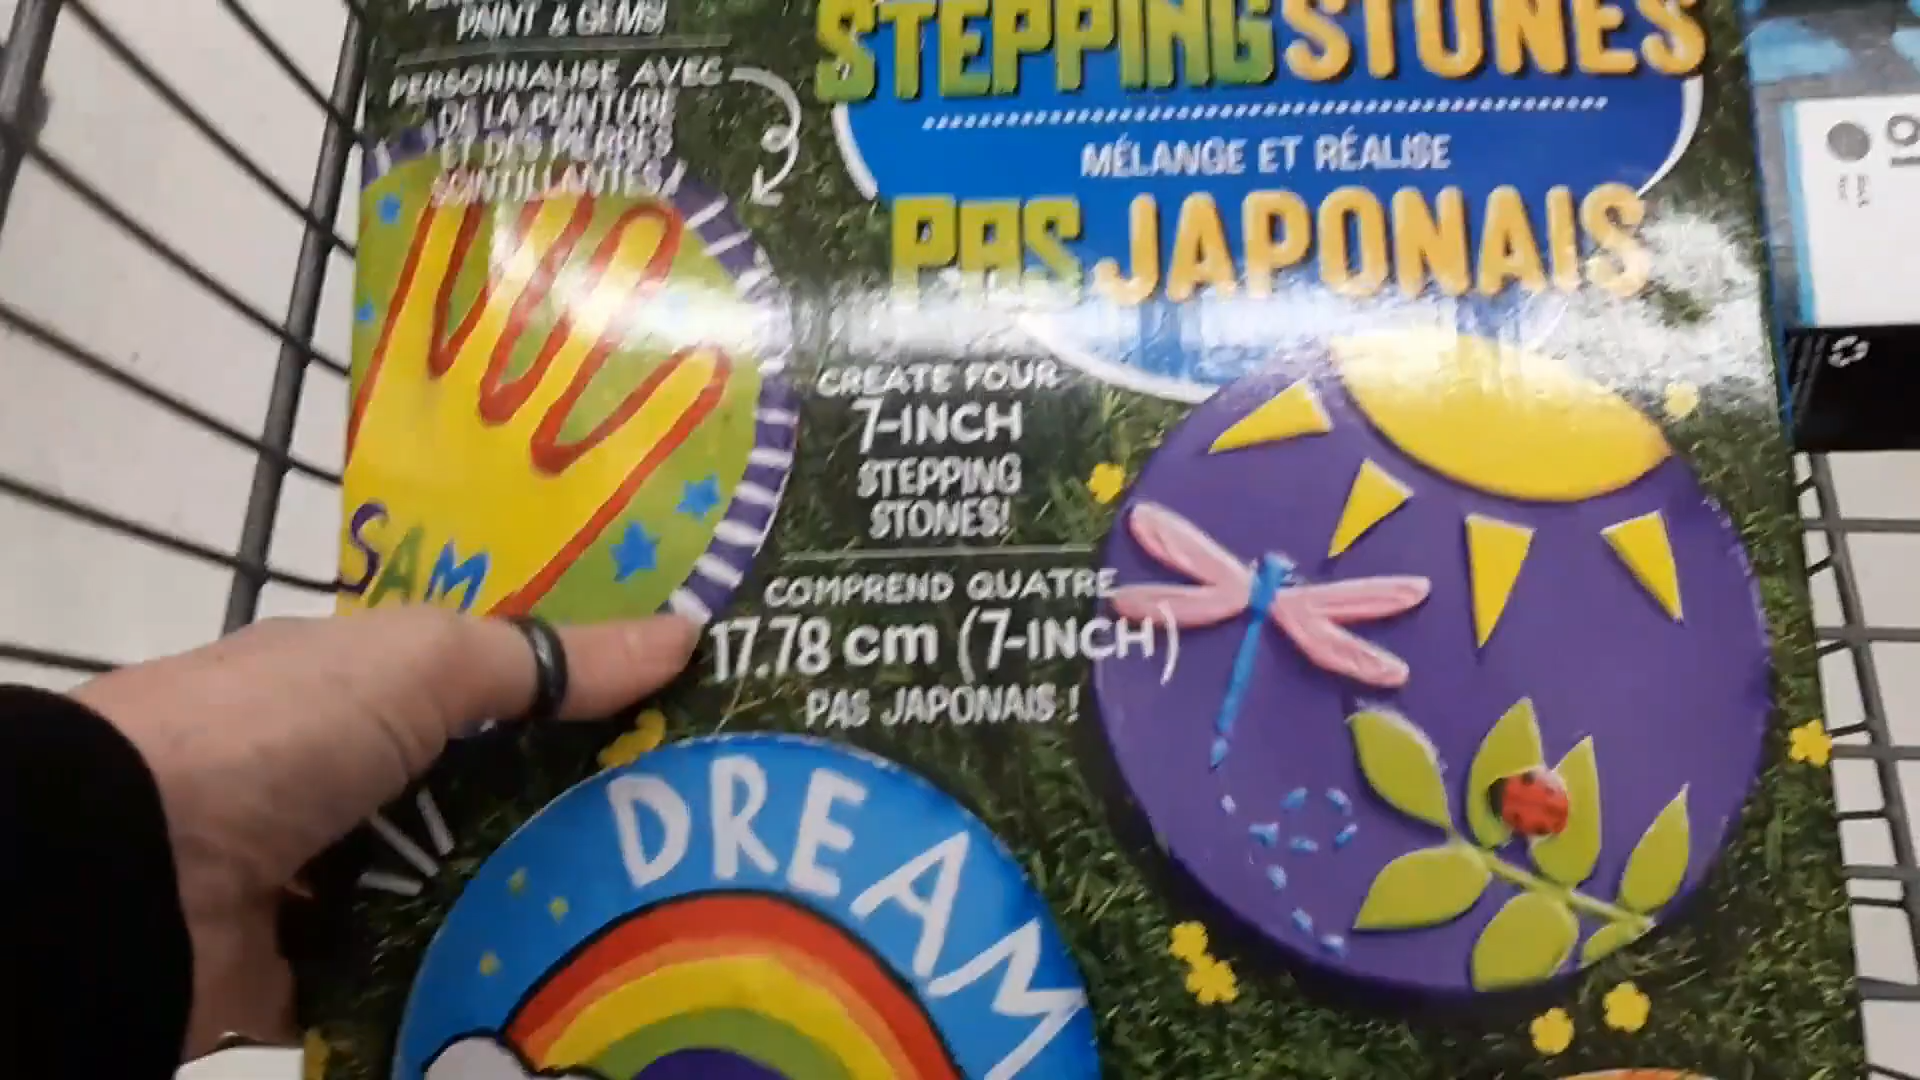 PAINT & GEMS!
PERSONNALISE AVEC
DE LA PEINTURE
ET DES PIERRES
SCINTILLANTES!
STEPPING STONES
MÉLANGE ET RÉALISE
PAS JAPONAIS
CREATE FOUR
7-INCH
STEPPING
STONES!
COMPREND QUATRE
17.78 cm (7-INCH)
PAS JAPONAIS !
SAM
DREAM